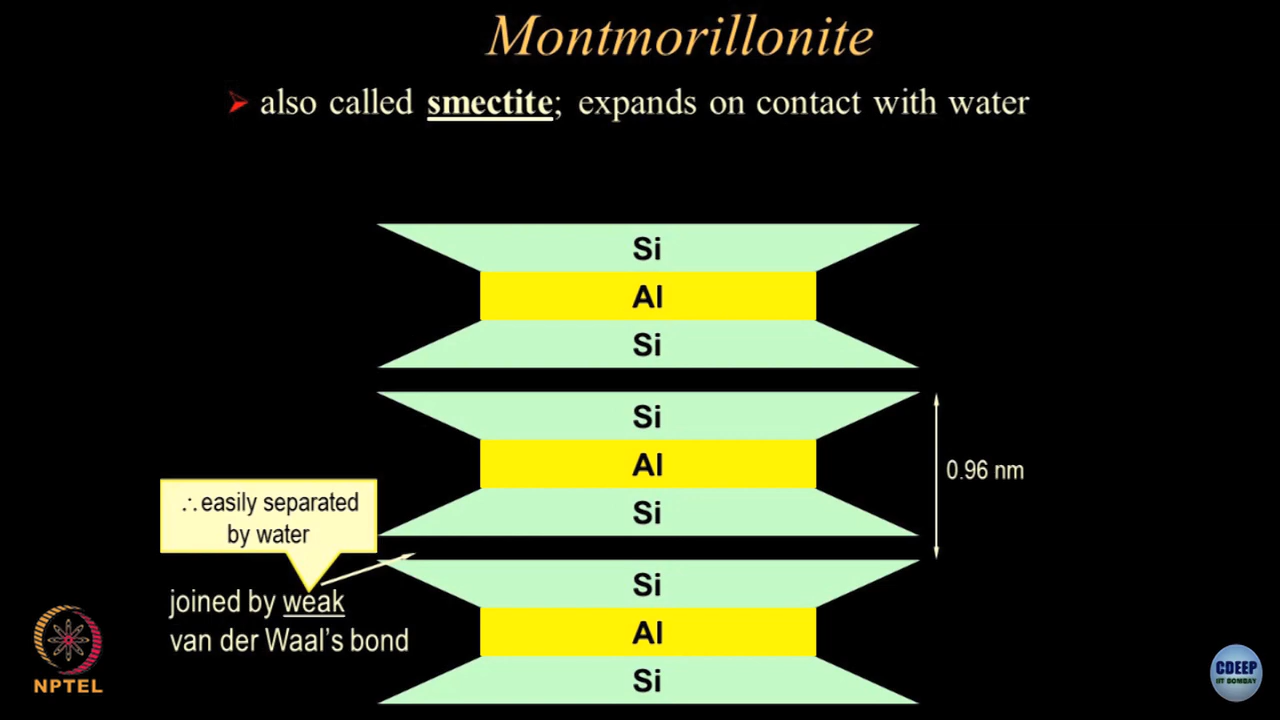 Montmorillonite
➢ also called smectite; expands on contact with water
Si
Al
Si
Si
Al
Si
0.96 nm
∴easily separated
by water
joined by weak
van der Waal's bond
Si
Al
Si
NPTEL
CDEEP
IIT BOMBAY